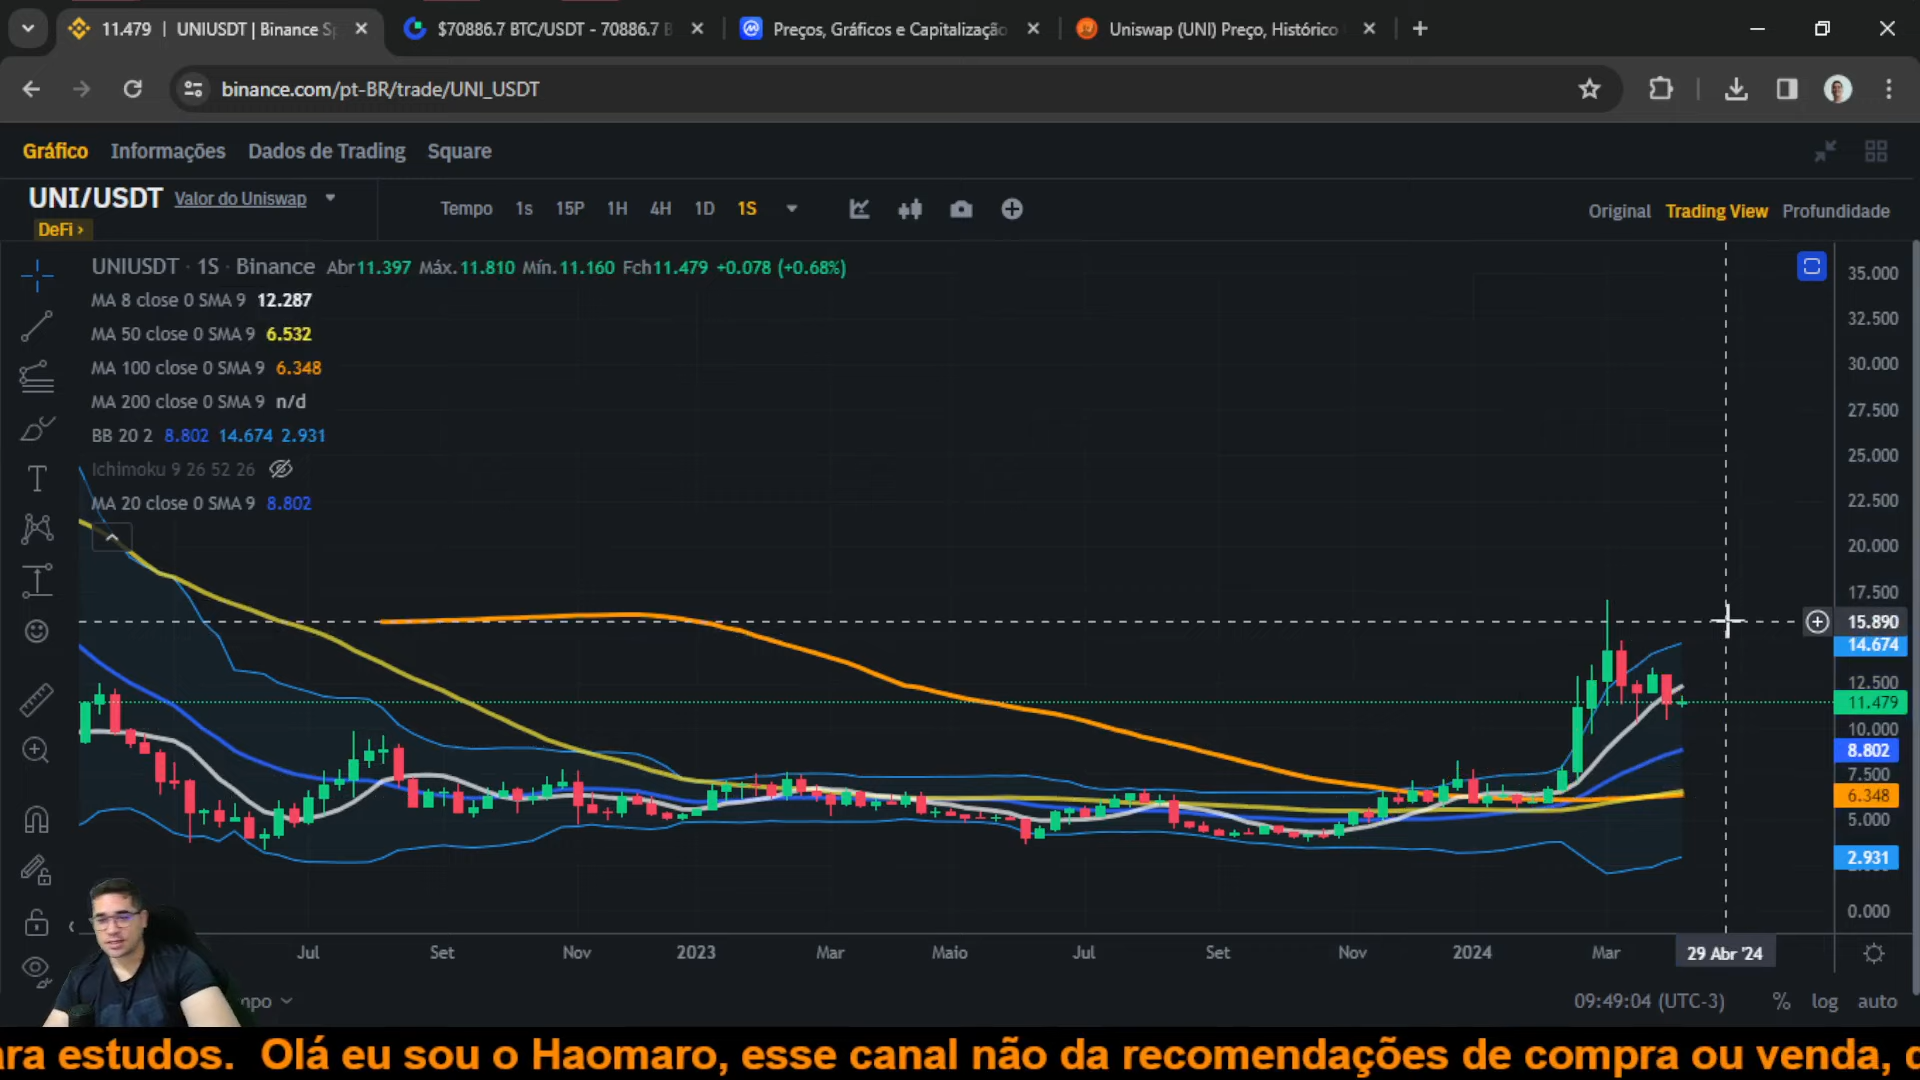 11.479 | UNIUSDT | Binance Sp
$70886.7 BTC/USDT - 70886.7 B
Preços, Gráficos e Capitalização
Uniswap (UNI) Preço, Histórico
binance.com/pt-BR/trade/UNI_USDT
Gráfico Informações Dados de Trading Square
UNI/USDT Valor do Uniswap
DeFi ›
Tempo 1s 15P 1H 4H 1D 1S
Original Trading View Profundidade
UNIUSDT · 1S · Binance Abr11.397 Máx.11.810 Mín.11.160 Fch11.479 +0.078 (+0.68%)
MA 8 close 0 SMA 9 12.287
MA 50 close 0 SMA 9 6.532
MA 100 close 0 SMA 9 6.348
MA 200 close 0 SMA 9 n/d
BB 20 2 8.802 14.674 2.931
Ichimoku 9 26 52 26
MA 20 close 0 SMA 9 8.802
35.000
32.500
30.000
27.500
25.000
22.500
20.000
17.500
15.890
14.674
12.500
11.479
10.000
8.802
7.500
6.348
5.000
2.931
0.000
Jul Set Nov 2023 Mar Maio Jul Set Nov 2024 Mar 29 Abr '24
mpo
09:49:04 (UTC-3) % log auto
ara estudos. Olá eu sou o Haomaro, esse canal não da recomendações de compra ou venda,